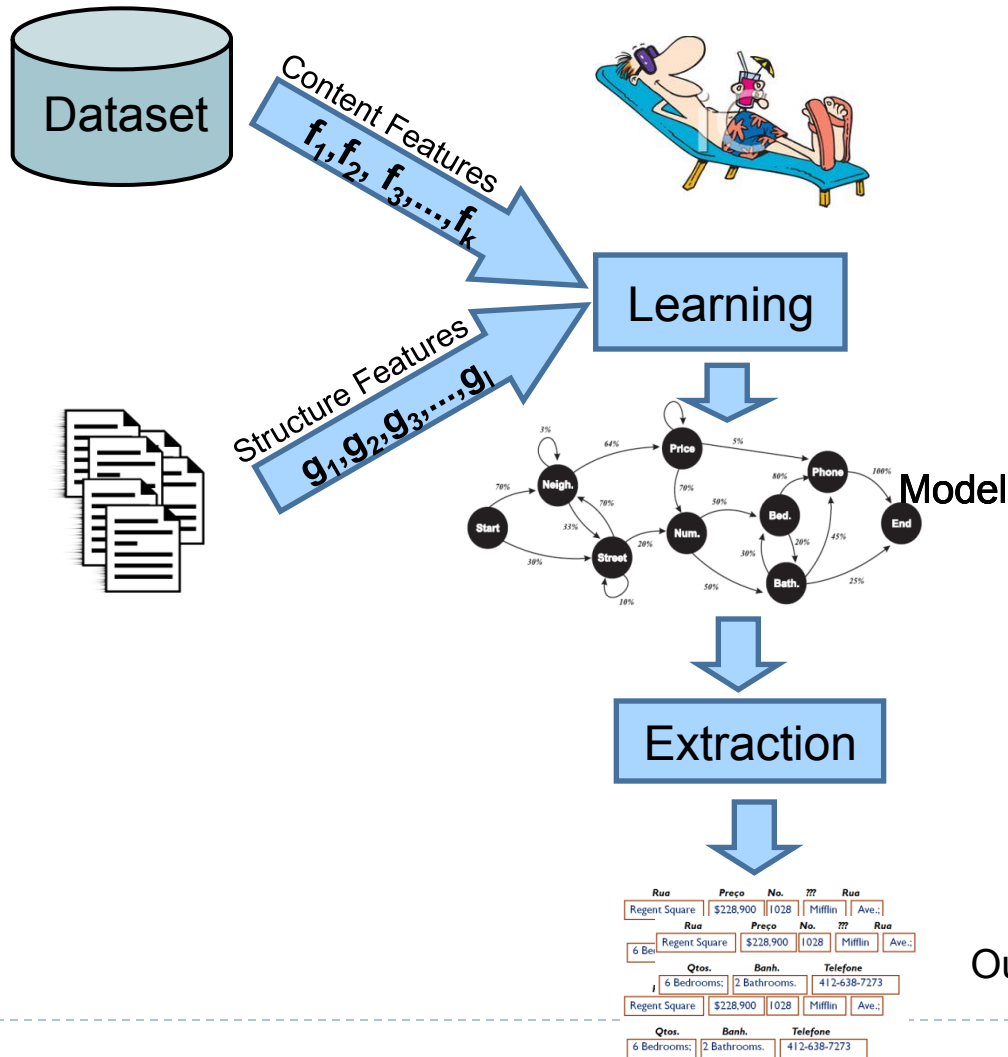 Dataset
Content Features
f1,f2, f3,...,fk
Structure Features
g1,g2,g3,...,gl
Learning
Model
Start
70%
30%
Neigh.
3%
64%
33%
70%
Street
10%
20%
Price
5%
70%
Num.
50%
50%
Bed.
80%
20%
30%
Bath.
45%
25%
Phone
100%
End
Extraction
Rua Preço No. ??? Rua
Regent Square $228,900 1028 Mifflin Ave.;
Rua Preço No. ??? Rua
Regent Square $228,900 1028 Mifflin Ave.;
6 Be
Qtos. Banh. Telefone
6 Bedrooms; 2 Bathrooms. 412-638-7273
Regent Square $228,900 1028 Mifflin Ave.;
Qtos. Banh. Telefone
6 Bedrooms; 2 Bathrooms. 412-638-7273
Ou